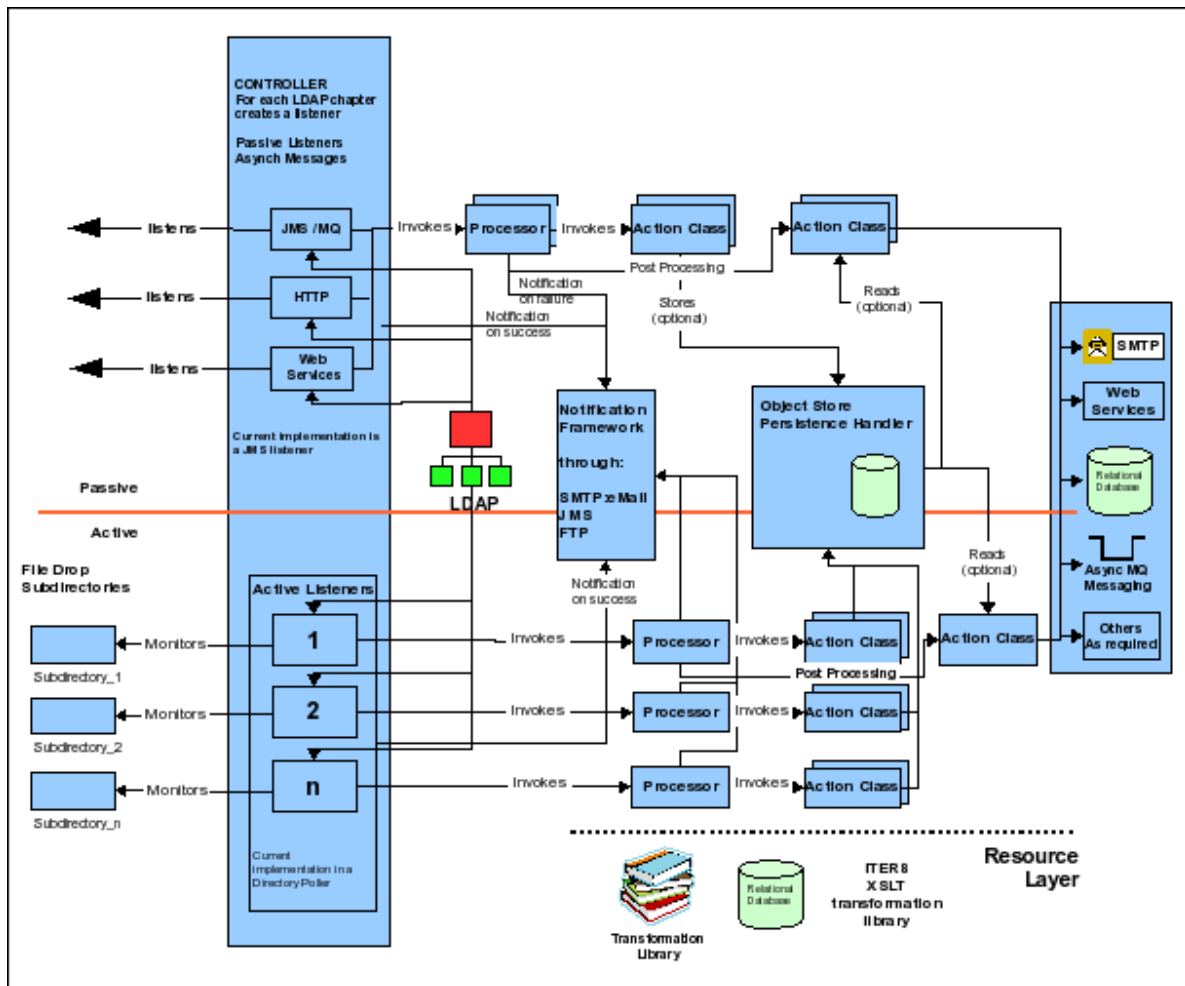 CONTROLLER
For each LDAP chapter
creates a listener
Passive Listeners
Asynch Messages
listens
JMS / MQ
Invokes
Processor
Invokes
Action Class
Action Class
Post Processing
Notification
on failure
Stores
(optional)
Reads
(optional)
listens
HTTP
Notification
on success
listens
Web
Services
SMTP
Web
Services
Relational
Database
Async MQ
Messaging
Others
As required
Notification
Framework
through:
SMTP eMail
JMS
FTP
Object Store
Persistence Handler
Current implementation is
a JMS listener
LDAP
Passive
Active
File Drop
Subdirectories
Active Listeners
Notification
on success
Reads
(optional)
Monitors
1
Invokes
Processor
Invokes
Action Class
Action Class
Subdirectory_1
Post Processing
Monitors
2
Invokes
Processor
Invokes
Action Class
Subdirectory_2
Monitors
n
Invokes
Processor
Invokes
Action Class
Subdirectory_n
Current
implementation in a
Directory Poller
Transformation
Library
Relational
Database
ITER8
XSLT
transformation
library
Resource
Layer